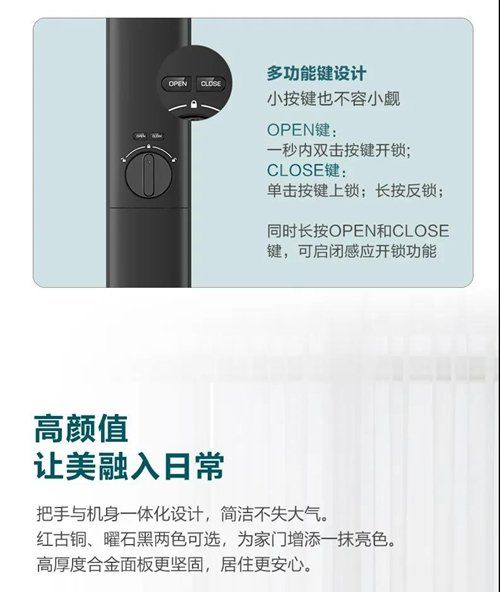 多功能键设计
小按键也不容小觑
OPEN CLOSE
OPEN键：
一秒内双击按键开锁；
CLOSE键：
单击按键上锁；长按反锁；
OPEN CLOSE
同时长按OPEN和CLOSE
键，可启闭感应开锁功能
高颜值
让美融入日常
把手与机身一体化设计，简洁不失大气。
红古铜、曜石黑两色可选，为家门增添一抹亮色。
高厚度合金面板更坚固，居住更安心。